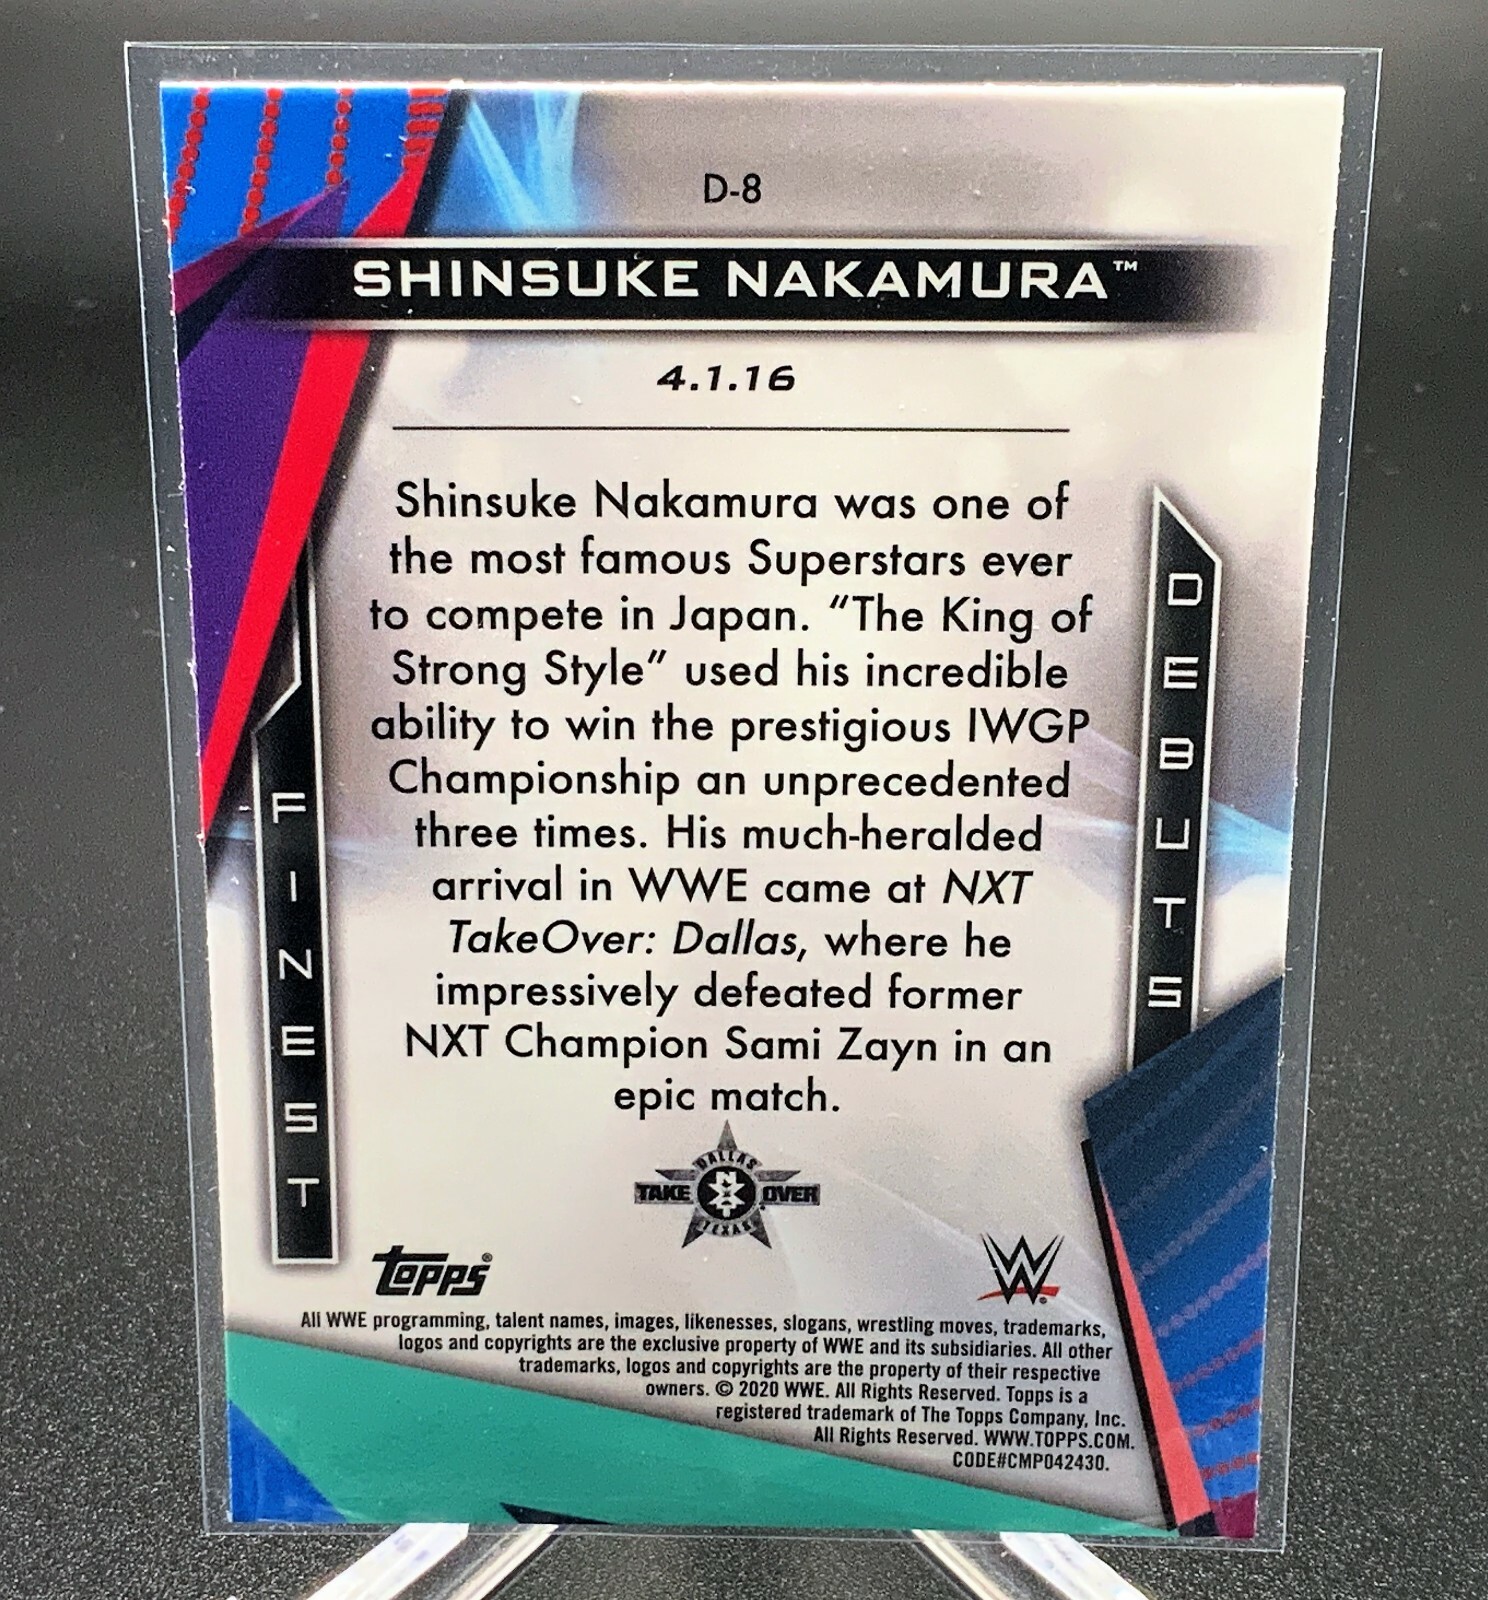 D-8
SHINSUKE NAKAMURA™
4.1.16
Shinsuke Nakamura was one of
the most famous Superstars ever
to compete in Japan. “The King of
Strong Style” used his incredible
ability to win the prestigious IWGP
Championship an unprecedented
three times. His much-heralded
arrival in WWE came at NXT
TakeOver: Dallas, where he
impressively defeated former
NXT Champion Sami Zayn in an
epic match.
FINEST
DEBUTS
DALLAS
TAKE NXT OVER
TEXAS
topps®
W
All WWE programming, talent names, images, likenesses, slogans, wrestling moves, trademarks,
logos and copyrights are the exclusive property of WWE and its subsidiaries. All other
trademarks, logos and copyrights are the property of their respective
owners. © 2020 WWE. All Rights Reserved. Topps is a
registered trademark of The Topps Company, Inc.
All Rights Reserved. WWW.TOPPS.COM.
CODE#CMP042430.